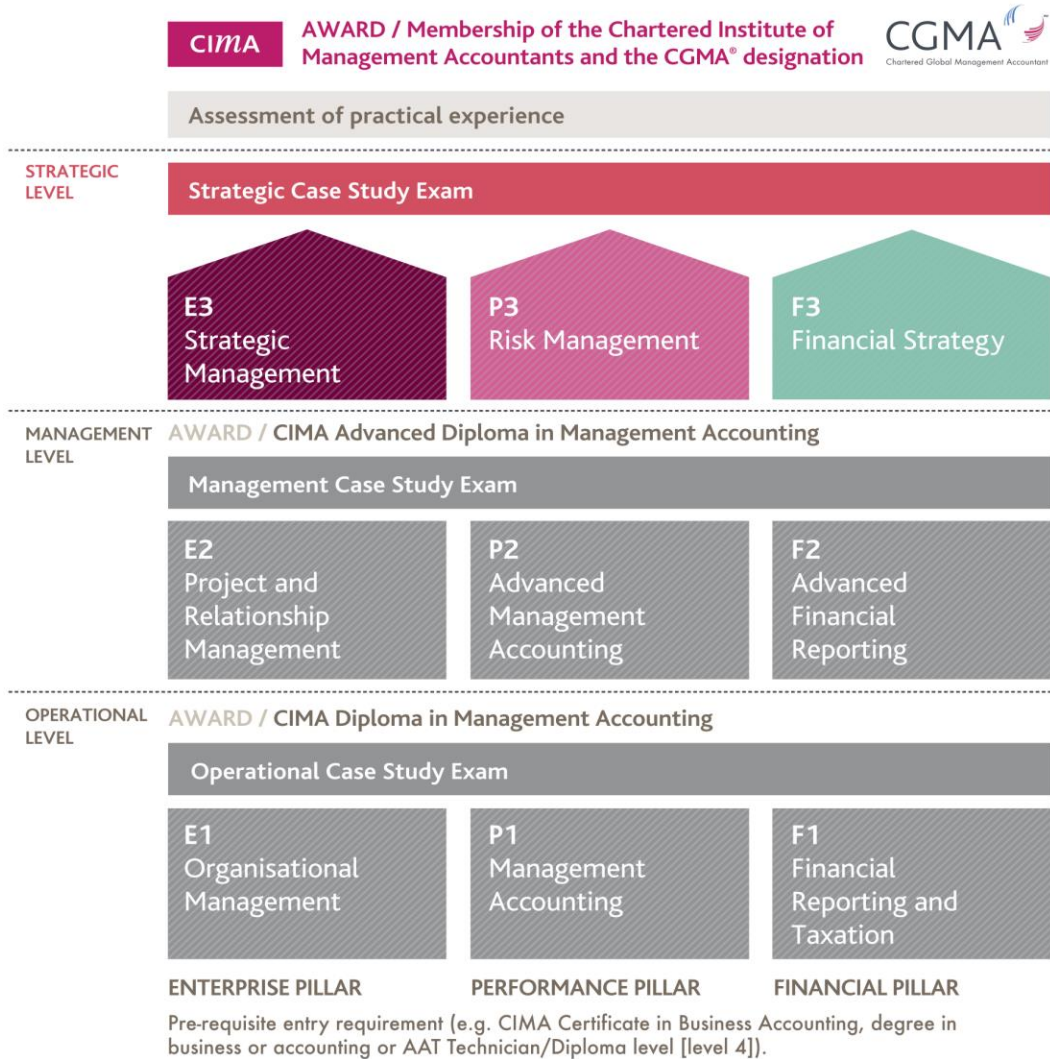 CIMA
AWARD / Membership of the Chartered Institute of
Management Accountants and the CGMA® designation
CGMA
Chartered Global Management Accountant
Assessment of practical experience
STRATEGIC
LEVEL
Strategic Case Study Exam
E3
Strategic
Management
P3
Risk Management
F3
Financial Strategy
MANAGEMENT
LEVEL
AWARD / CIMA Advanced Diploma in Management Accounting
Management Case Study Exam
E2
Project and
Relationship
Management
P2
Advanced
Management
Accounting
F2
Advanced
Financial
Reporting
OPERATIONAL
LEVEL
AWARD / CIMA Diploma in Management Accounting
Operational Case Study Exam
E1
Organisational
Management
P1
Management
Accounting
F1
Financial
Reporting and
Taxation
ENTERPRISE PILLAR
PERFORMANCE PILLAR
FINANCIAL PILLAR
Pre-requisite entry requirement (e.g. CIMA Certificate in Business Accounting, degree in
business or accounting or AAT Technician/Diploma level [level 4]).